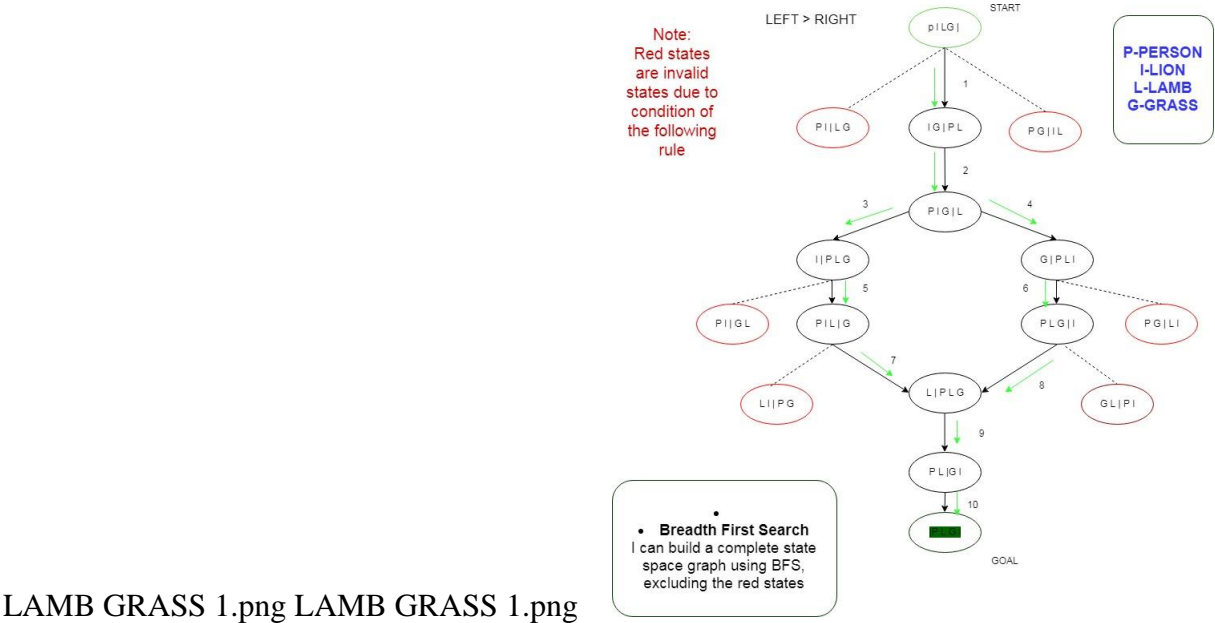 START
LEFT > RIGHT
p I L G |
Note:
Red states
are invalid
states due to
condition of
the following
rule
P-PERSON
I-LION
L-LAMB
G-GRASS
1
P I | L G
I G | P L
P G | I L
2
P I G | L
3
4
I | P L G
G | P L I
5
6
P I | G L
P I L | G
P L G | I
P G | L I
7
8
L I | P G
L | P L G
G L | P I
9
P L |G I
10
• Breadth First Search
I can build a complete state
space graph using BFS,
excluding the red states
GOAL
LAMB GRASS 1.png LAMB GRASS 1.png